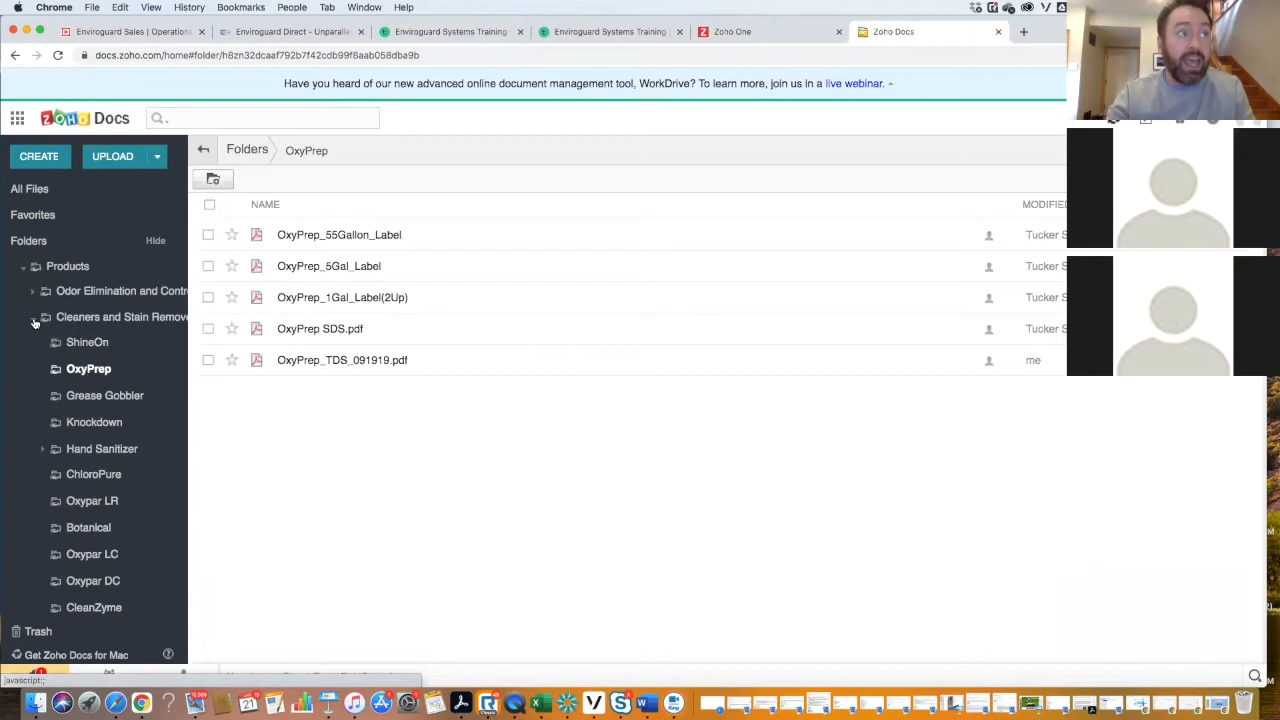 Chrome File Edit View History Bookmarks People Tab Window Help
Enviroguard Sales | Operations Enviroguard Direct - Unparalle Enviroguard Systems Training Enviroguard Systems Training Zoho One Zoho Docs
docs.zoho.com/home#folder/h8zn32dcaaf792b7f42cdb99f8aab058dba9b
Have you heard of our new advanced online document management tool, WorkDrive? To learn more, join us in a live webinar.
ZOHO Docs
CREATE UPLOAD
Folders OxyPrep
All Files
NAME MODIFIED
Favorites
Folders Hide
OxyPrep_55Gallon_Label Tucker S
Products
OxyPrep_5Gal_Label Tucker S
Odor Elimination and Contr
OxyPrep_1Gal_Label(2Up) Tucker S
Cleaners and Stain Remove
OxyPrep SDS.pdf Tucker S
ShineOn
OxyPrep_TDS_091919.pdf me
OxyPrep
Grease Gobbler
Knockdown
Hand Sanitizer
ChloroPure
Oxypar LR
Botanical
Oxypar LC
Oxypar DC
CleanZyme
Trash
Get Zoho Docs for Mac
javascript:;